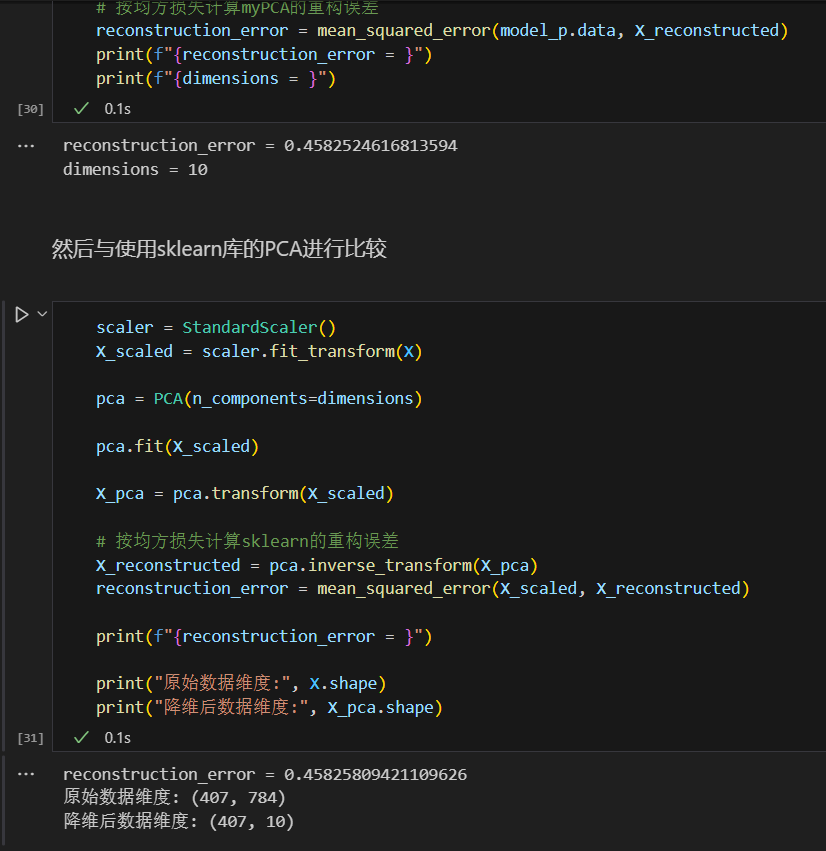 # 按均方损失计算myPCA的重构误差
reconstruction_error = mean_squared_error(model_p.data, X_reconstructed)
print(f"{reconstruction_error = }")
print(f"{dimensions = }")
[30]
0.1s
reconstruction_error = 0.4582524616813594
dimensions = 10
然后与使用sklearn库的PCA进行比较
scaler = StandardScaler()
X_scaled = scaler.fit_transform(X)
pca = PCA(n_components=dimensions)
pca.fit(X_scaled)
X_pca = pca.transform(X_scaled)
# 按均方损失计算sklearn的重构误差
X_reconstructed = pca.inverse_transform(X_pca)
reconstruction_error = mean_squared_error(X_scaled, X_reconstructed)
print(f"{reconstruction_error = }")
print("原始数据维度:", X.shape)
print("降维后数据维度:", X_pca.shape)
[31]
0.1s
reconstruction_error = 0.45825809421109626
原始数据维度: (407, 784)
降维后数据维度: (407, 10)